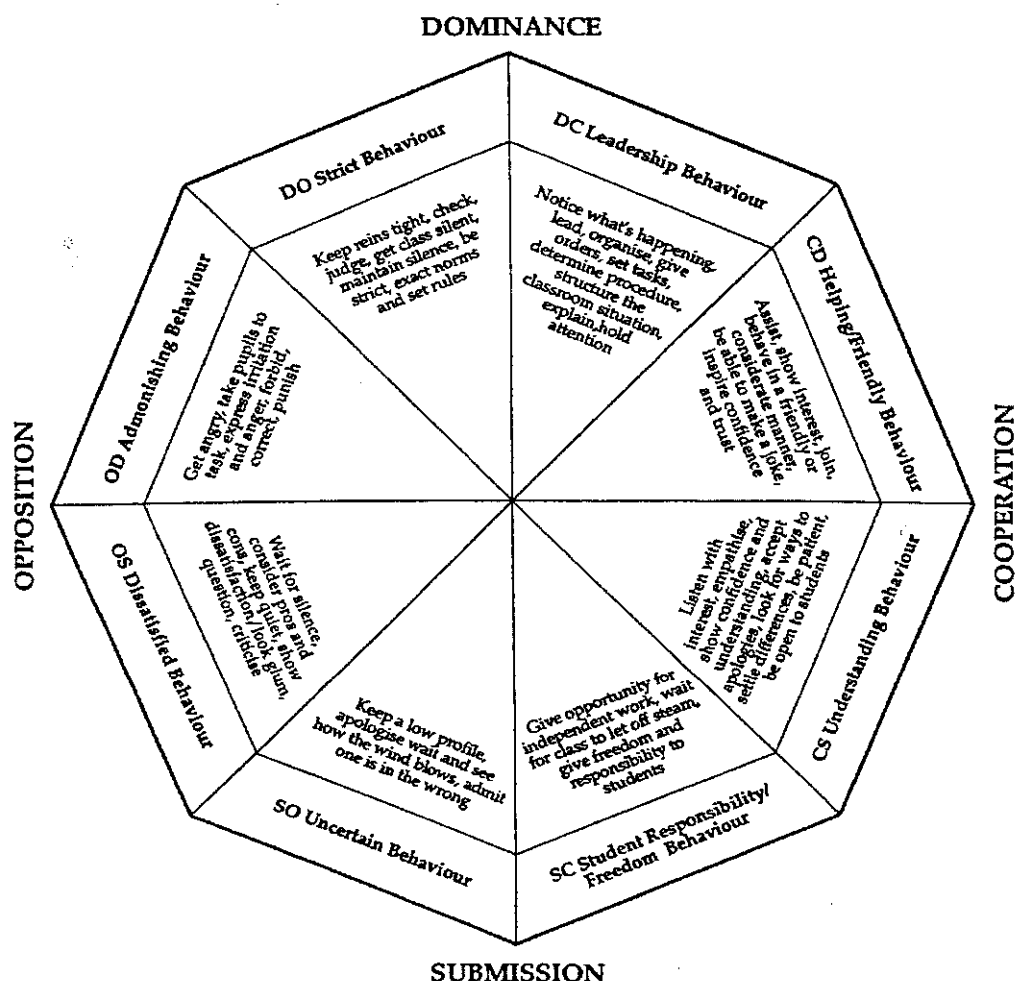 DOMINANCE
DO Strict Behaviour
Keep reins tight, check,
judge, get class silent,
maintain silence, be
strict, exact norms
and set rules
DC Leadership Behaviour
Notice what's happening,
lead, organise, give
orders, set tasks,
determine procedure,
structure the
classroom situation,
explain,hold
attention
CD Helping/Friendly Behaviour
Assist, show interest, join,
behave in a friendly or
considerate manner,
be able to make a joke,
inspire confidence
and trust
COOPERATION
CS Understanding Behaviour
Listen with
interest, empathise,
show confidence and
understanding, accept
apologies, look for ways to
settle differences, be patient,
be open to students
SC Student Responsibility/
Freedom Behaviour
Give opportunity for
independent work, wait
for class to let off steam,
give freedom and
responsibility to
students
SUBMISSION
SO Uncertain Behaviour
Keep a low profile,
apologise wait and see
how the wind blows, admit
one is in the wrong
OS Dissatisfied Behaviour
Wait for silence,
consider pros and
cons, keep quiet, show
dissatisfaction/look glum,
question, criticise
OPPOSITION
OD Admonishing Behaviour
Get angry, take pupils to
task, express irritation
and anger, forbid,
correct, punish